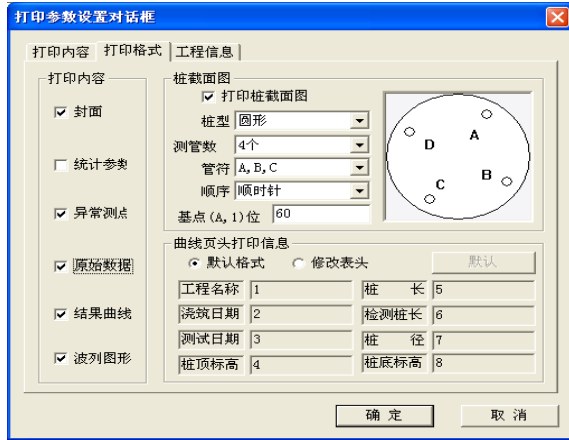 打印参数设置对话框
打印内容 打印格式 工程信息
打印内容
封面
统计参数
异常测点
原始数据
结果曲线
波列图形
桩截面图
打印桩截面图
桩型 圆形
测管数 4个
管符 A,B,C
顺序 顺时针
基点(A,1)位 60
A
D
B
C
曲线页头打印信息
默认格式 修改表头 默认
工程名称 1 桩 长 5
浇筑日期 2 检测桩长 6
测试日期 3 桩 径 7
桩顶标高 4 桩底标高 8
确 定 取 消